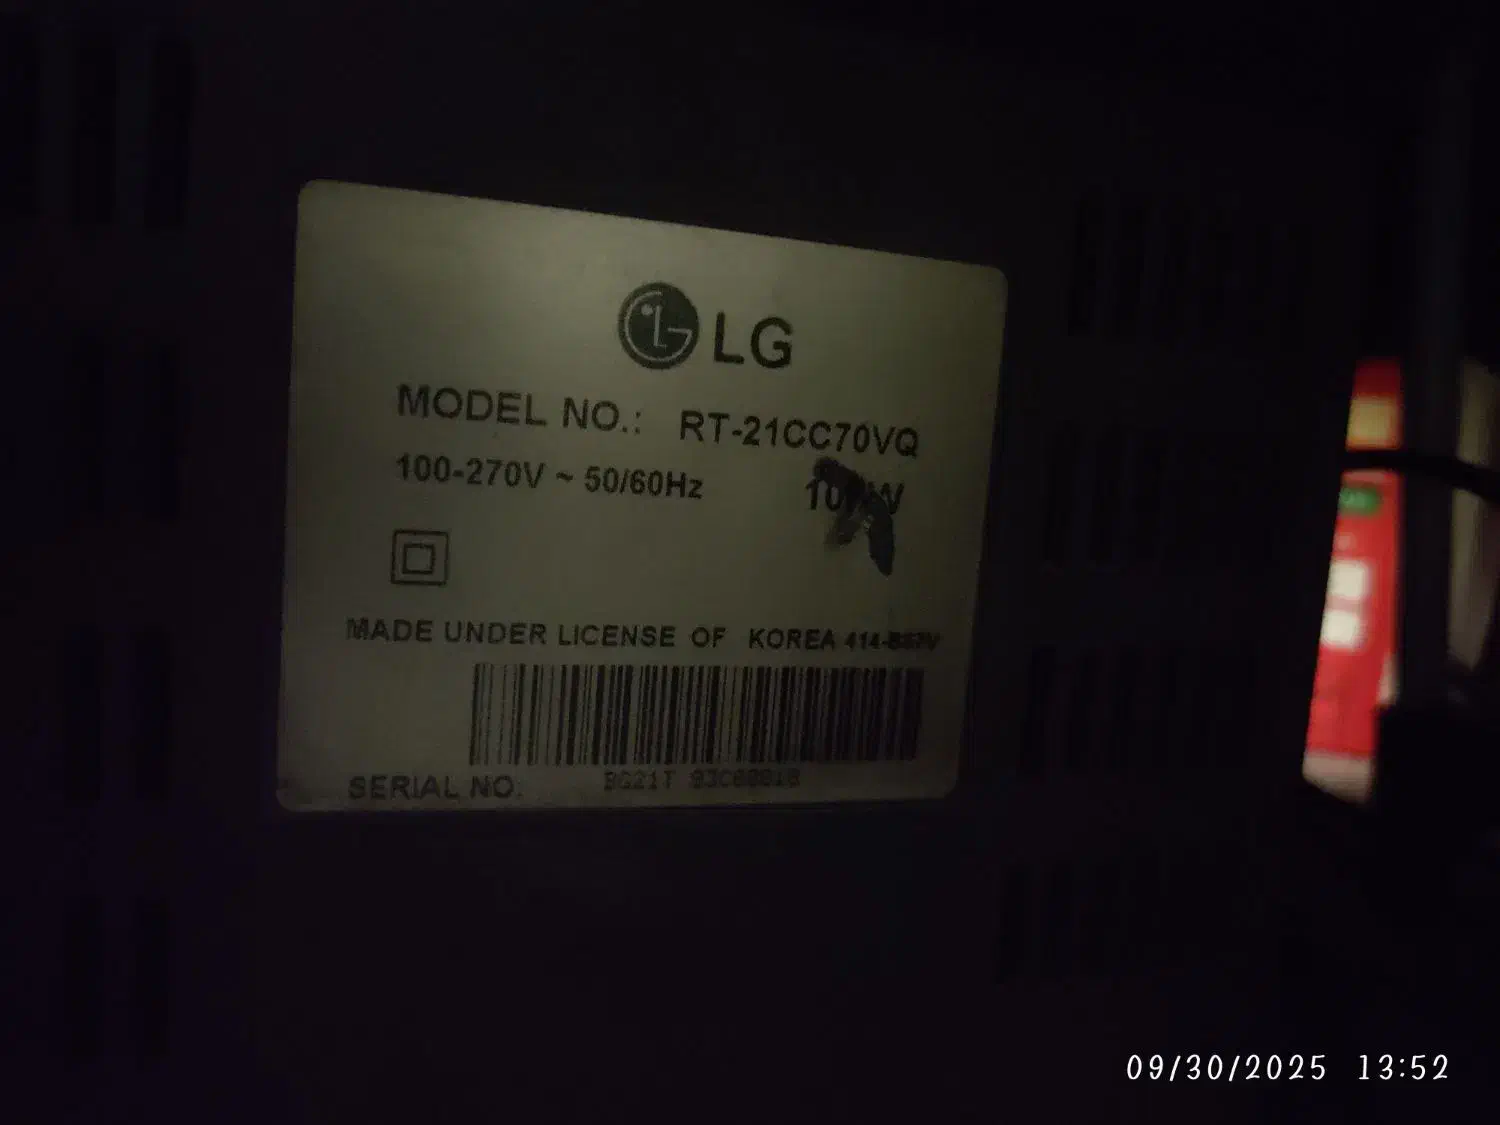 LG
MODEL NO.: RT-21CC70VQ
100-270V ~ 50/60Hz
MADE UNDER LICENSE OF KOREA
SERIAL NO. BG21T
09/30/2025 13:52